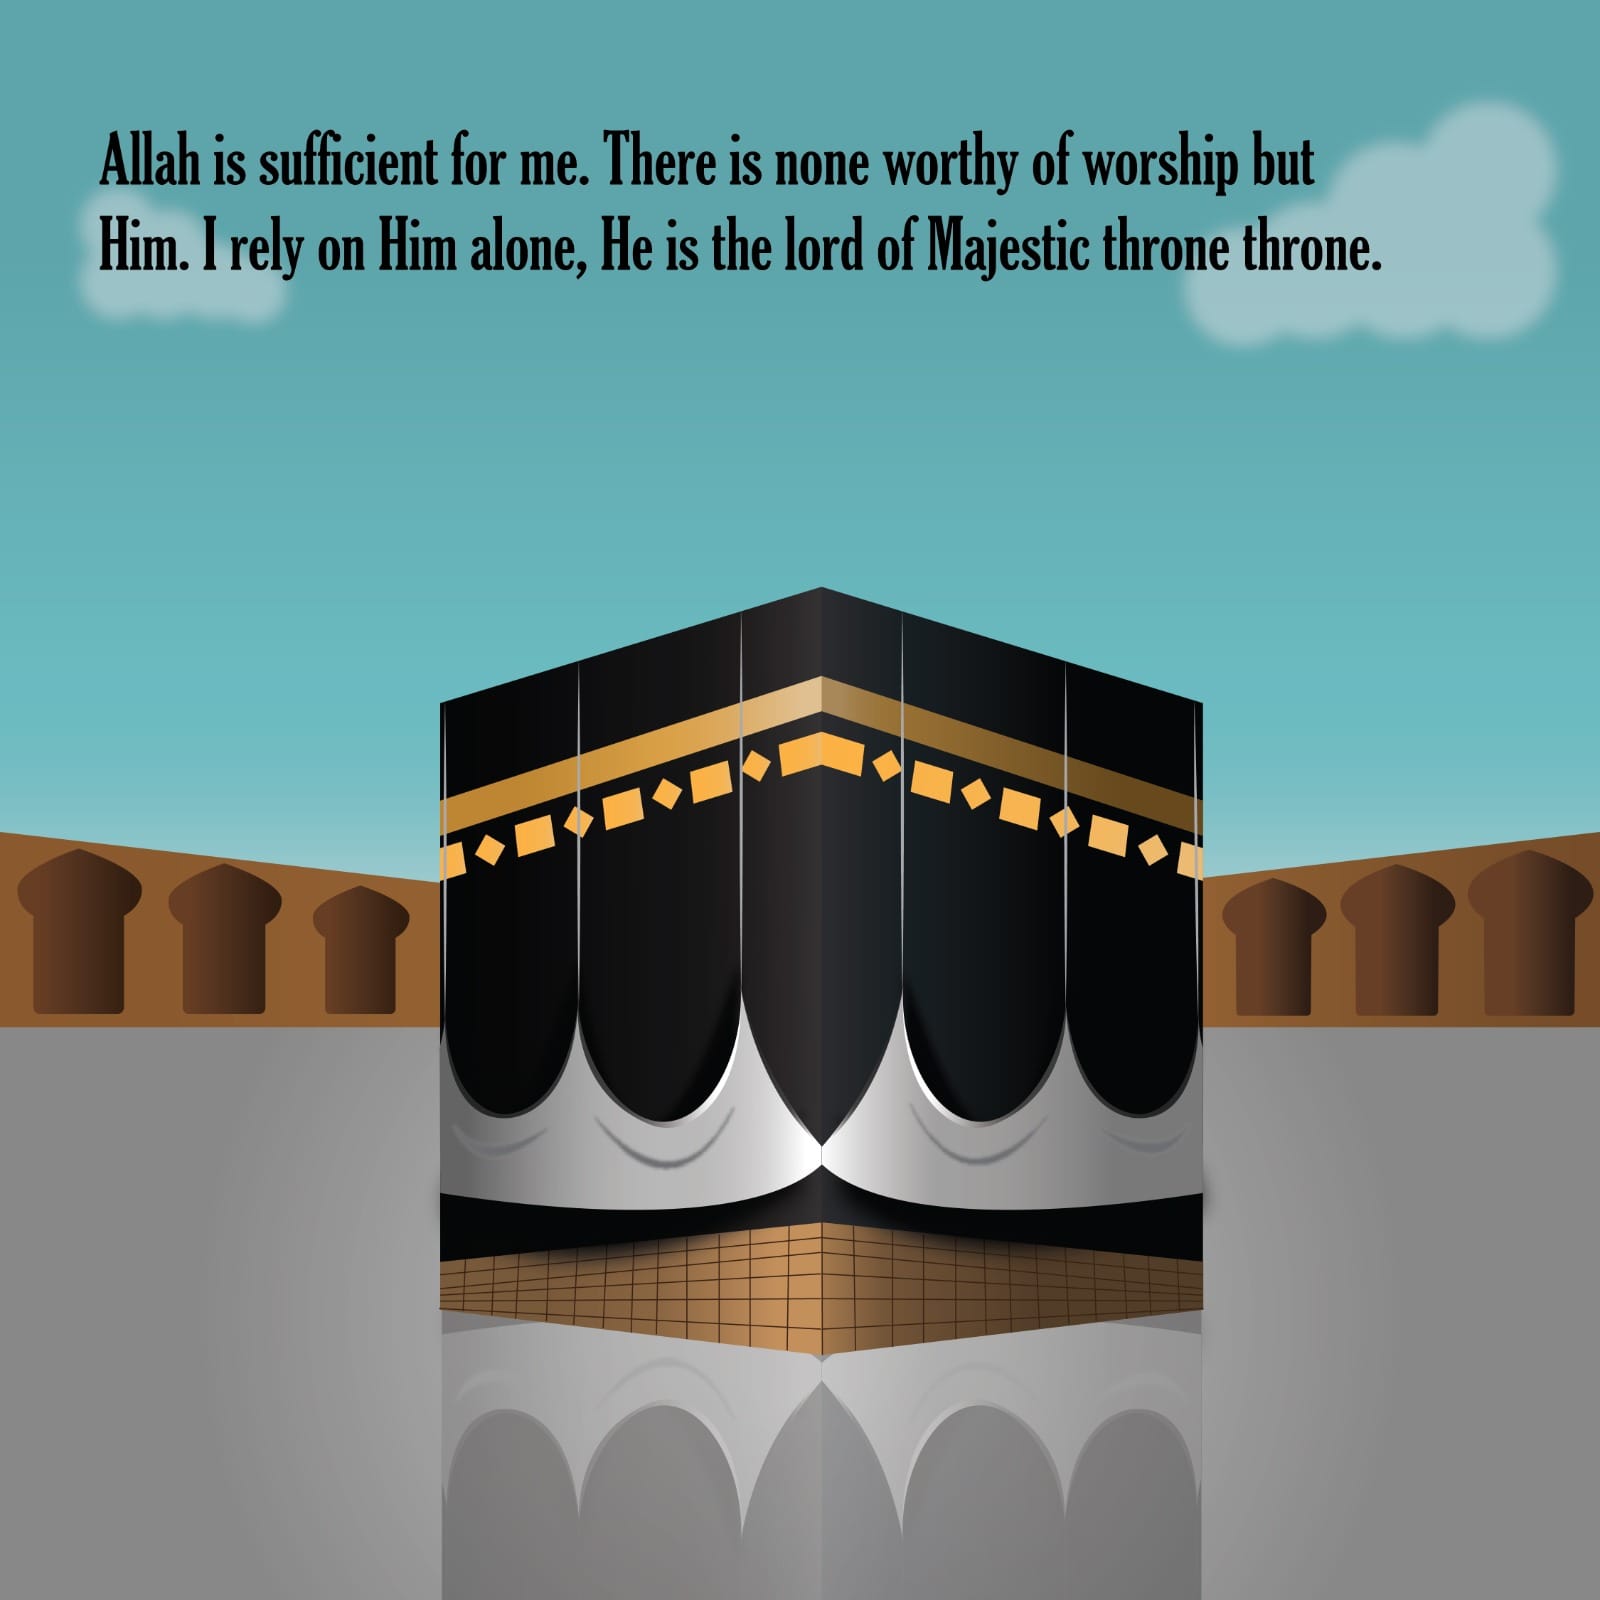 Allah is sufficient for me. There is none worthy of worship but
Him. I rely on Him alone, He is the lord of Majestic throne throne.